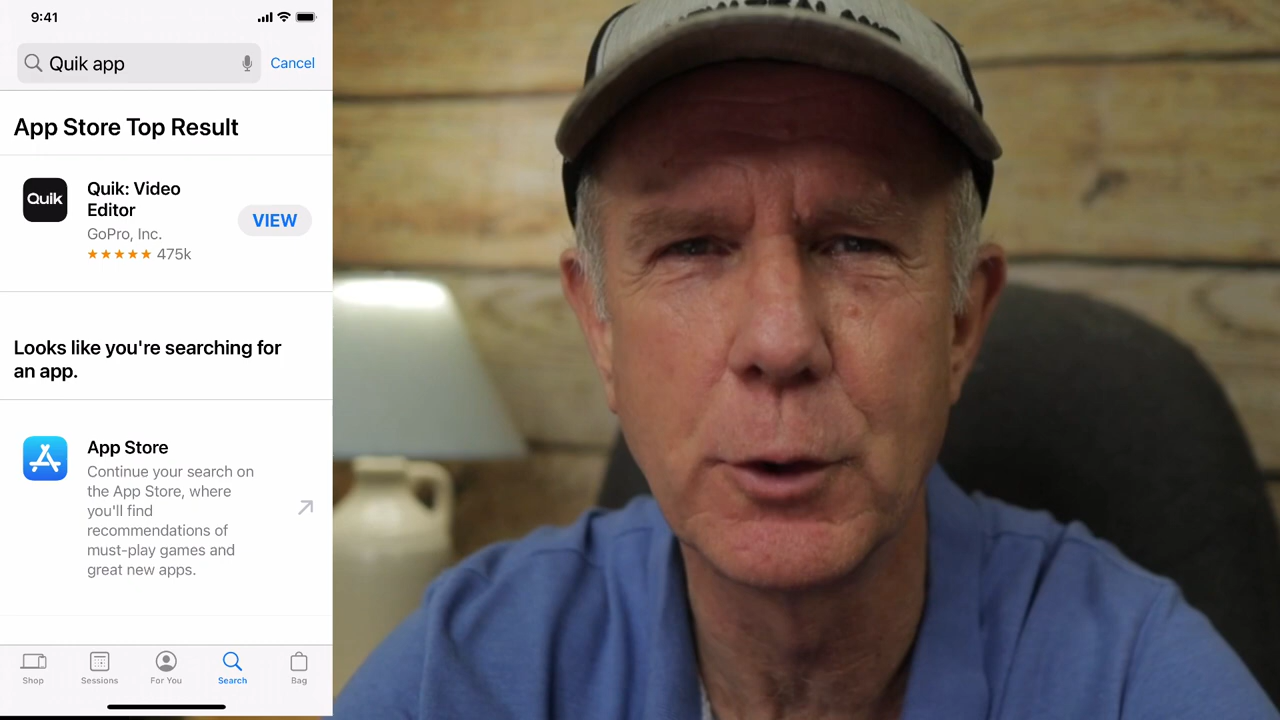 9:41
Quik app
Cancel
App Store Top Result
Quik
Quik: Video
Editor
VIEW
GoPro, Inc.
475k
Looks like you're searching for
an app.
App Store
Continue your search on
the App Store, where
you'll find
recommendations of
must-play games and
great new apps.
Shop
Sessions
For You
Search
Bag
NEW ZEALAND